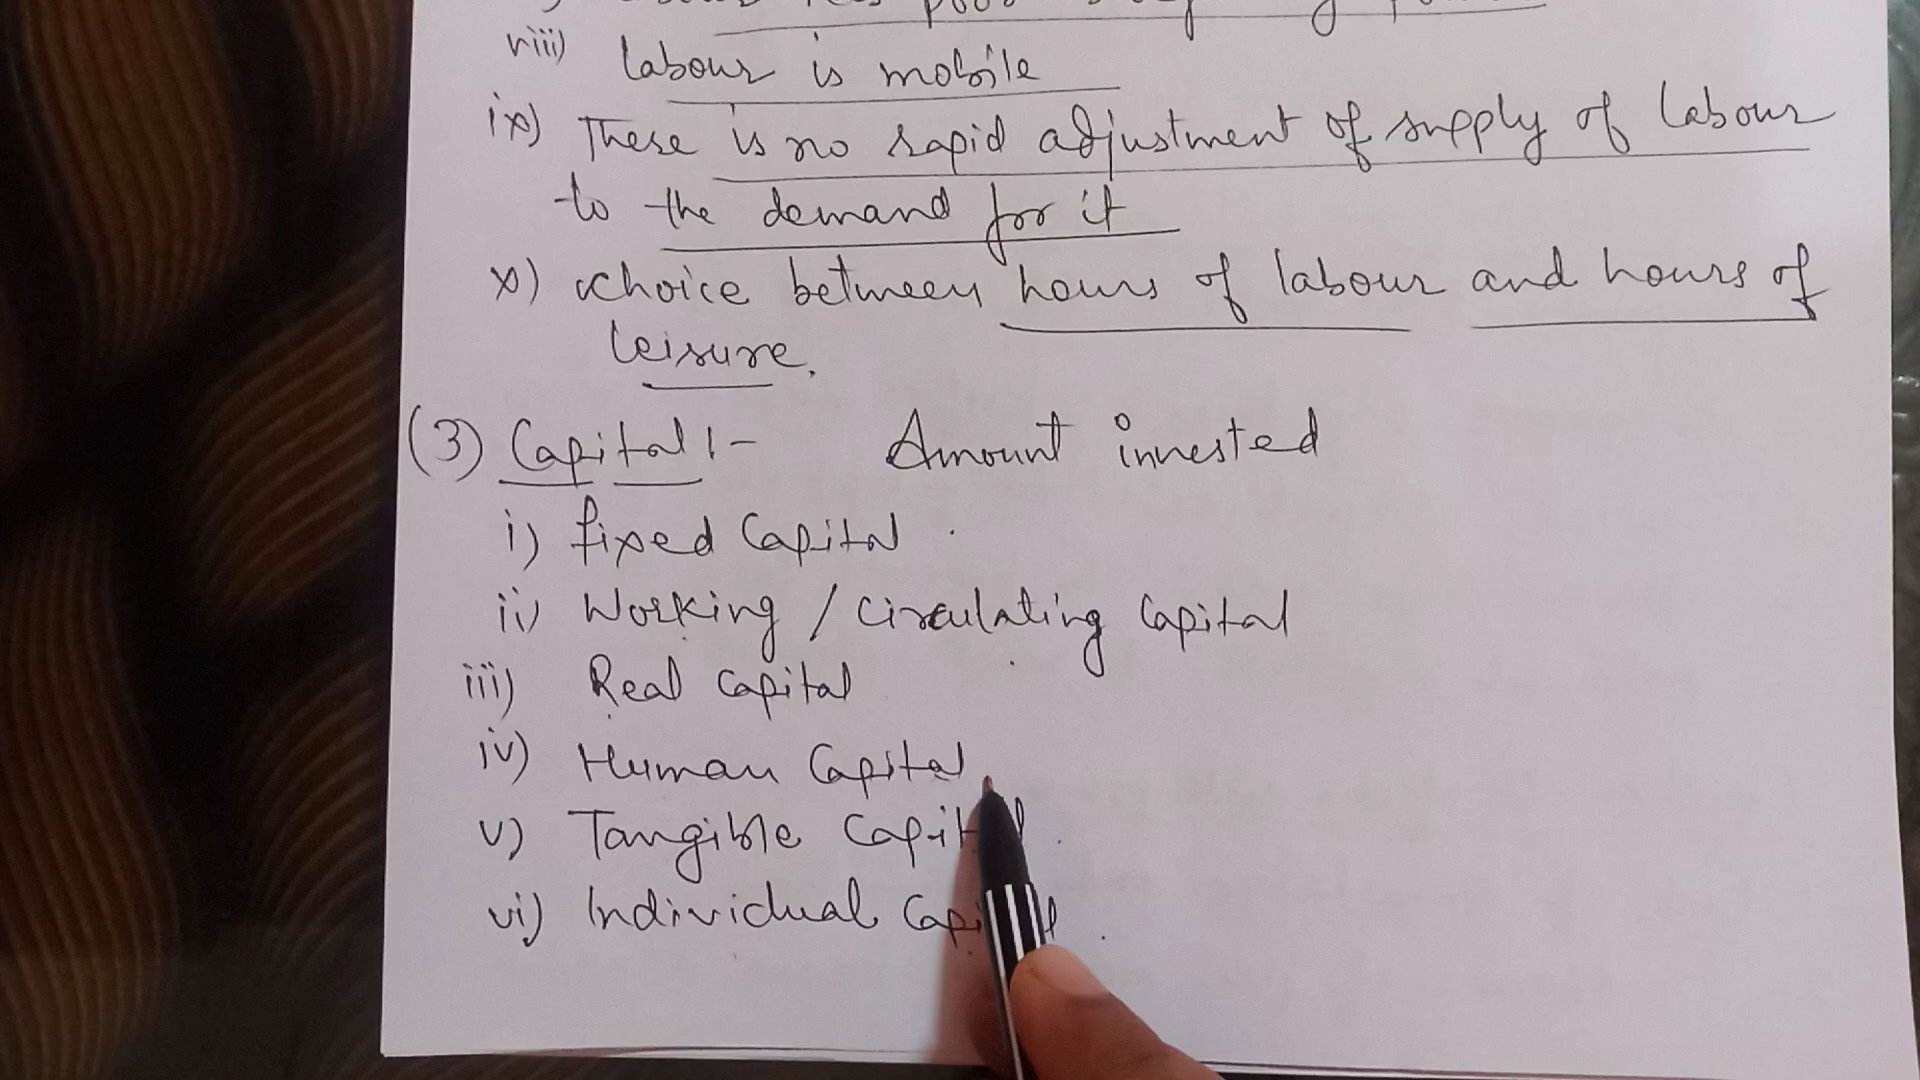 viii) Labour is mobile
ix) There is no rapid adjustment of supply of labour
to the demand for it
x) choice between hours of labour and hours of
leisure.
(3) Capital :- Amount invested
i) fixed Capital
ii) Working / Circulating Capital
iii) Real Capital
iv) Human Capital
v) Tangible Capital
vi) Individual Capital